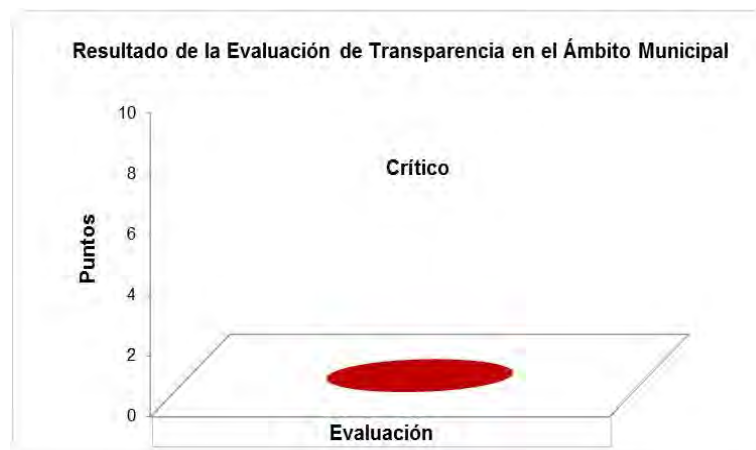 Resultado de la Evaluación de Transparencia en el Ámbito Municipal
10
Crítico
8
6
Puntos
4
2
0
Evaluación